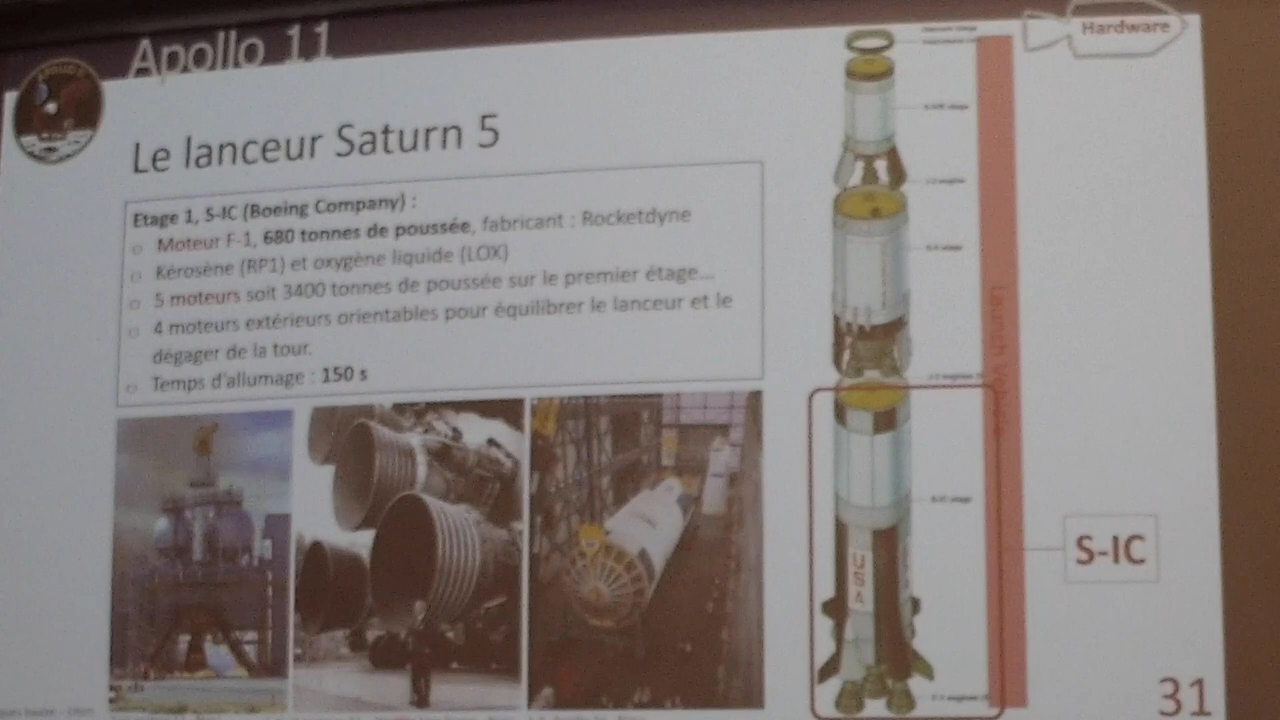 Apollo 11
Hardware
Le lanceur Saturn 5
Etage 1, S-IC (Boeing Company) :
Moteur F-1, 680 tonnes de poussée, fabricant : Rocketdyne
Kérosène (RP1) et oxygène liquide (LOX)
5 moteurs soit 3400 tonnes de poussée sur le premier étage...
4 moteurs extérieurs orientables pour équilibrer le lanceur et le
dégager de la tour.
Temps d'allumage : 150 s
Launch
USA
S-IC
31